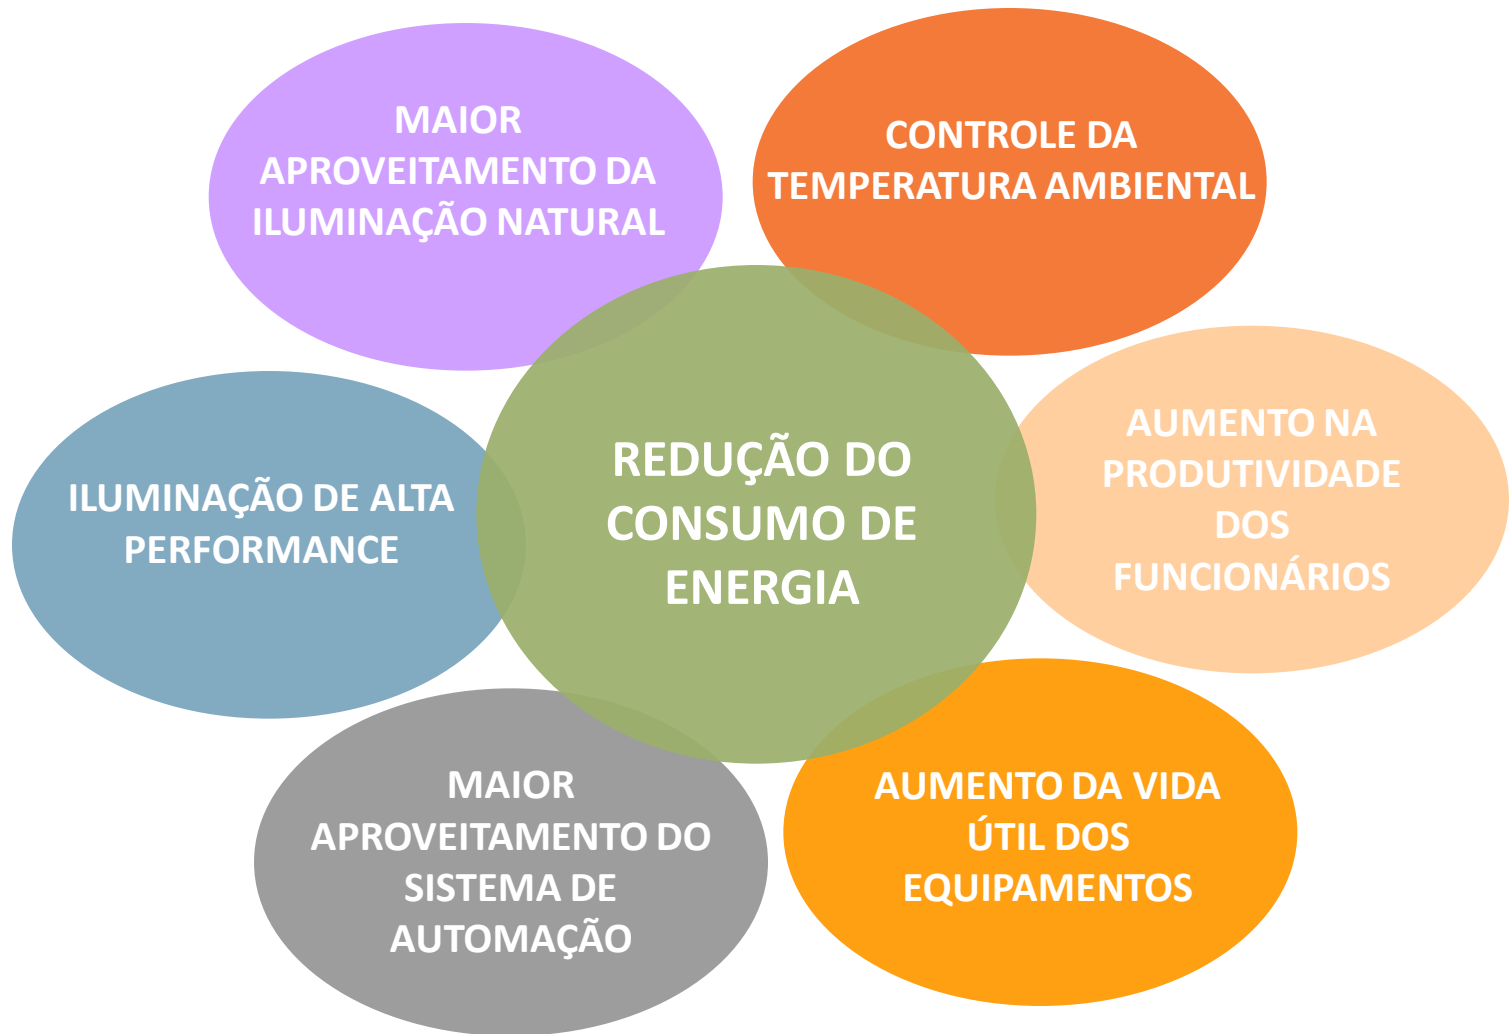 MAIOR
APROVEITAMENTO DA
ILUMINAÇÃO NATURAL
CONTROLE DA
TEMPERATURA AMBIENTAL
ILUMINAÇÃO DE ALTA
PERFORMANCE
REDUÇÃO DO
CONSUMO DE
ENERGIA
AUMENTO NA
PRODUTIVIDADE
DOS
FUNCIONÁRIOS
MAIOR
APROVEITAMENTO DO
SISTEMA DE
AUTOMAÇÃO
AUMENTO DA VIDA
ÚTIL DOS
EQUIPAMENTOS